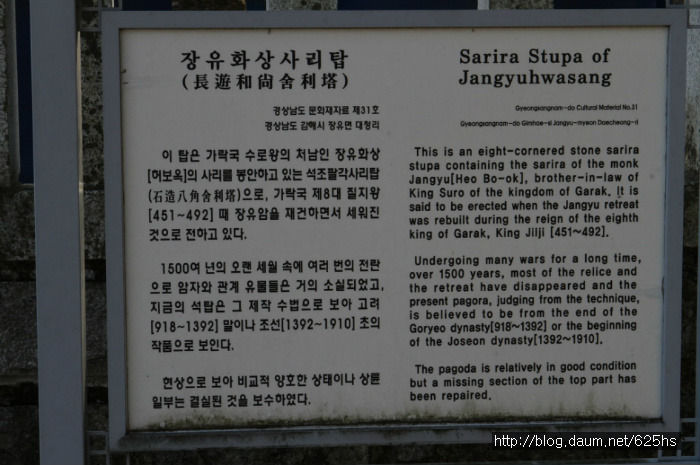 장유화상사리탑
(長遊和尙舍利塔)
경상남도 문화재자료 제31호
경상남도 김해시 장유면 대청리
이 탑은 가락국 수로왕의 처남인 장유화상
[허보옥]의 사리를 봉안하고 있는 석조팔각사리탑
(石造八角舍利塔)으로, 가락국 제8대 질지왕
[451~492] 때 장유암을 재건하면서 세워진
것으로 전하고 있다.
1500여 년의 오랜 세월 속에 여러 번의 전란
으로 암자와 관계 유물들은 거의 소실되었고,
지금의 석탑은 그 제작 수법으로 보아 고려
[918~1392] 말이나 조선[1392~1910] 초의
작품으로 보인다.
현상으로 보아 비교적 양호한 상태이나 상륜
일부는 결실된 것을 보수하였다.
Sarira Stupa of
Jangyuhwasang
Gyeongsangnam-do Cultural Material No.31
Gyeongsangnam-do Gimhae-si Jangyu-myeon Daecheong-ri
This is an eight-cornered stone sarira
stupa containing the sarira of the monk
Jangyu[Heo Bo-ok], brother-in-law of
King Suro of the kingdom of Garak. It is
said to be erected when the Jangyu retreat
was rebuilt during the reign of the eighth
king of Garak, King Jilji [451~492].
Undergoing many wars for a long time,
over 1500 years, most of the relice and
the retreat have disappeared and the
present pagora, judging from the technique,
is believed to be from the end of the
Goryeo dynasty[918~1392] or the beginning
of the Joseon dynasty[1392~1910].
The pagoda is relatively in good condition
but a missing section of the top part has
been repaired.
http://blog.daum.net/625hs